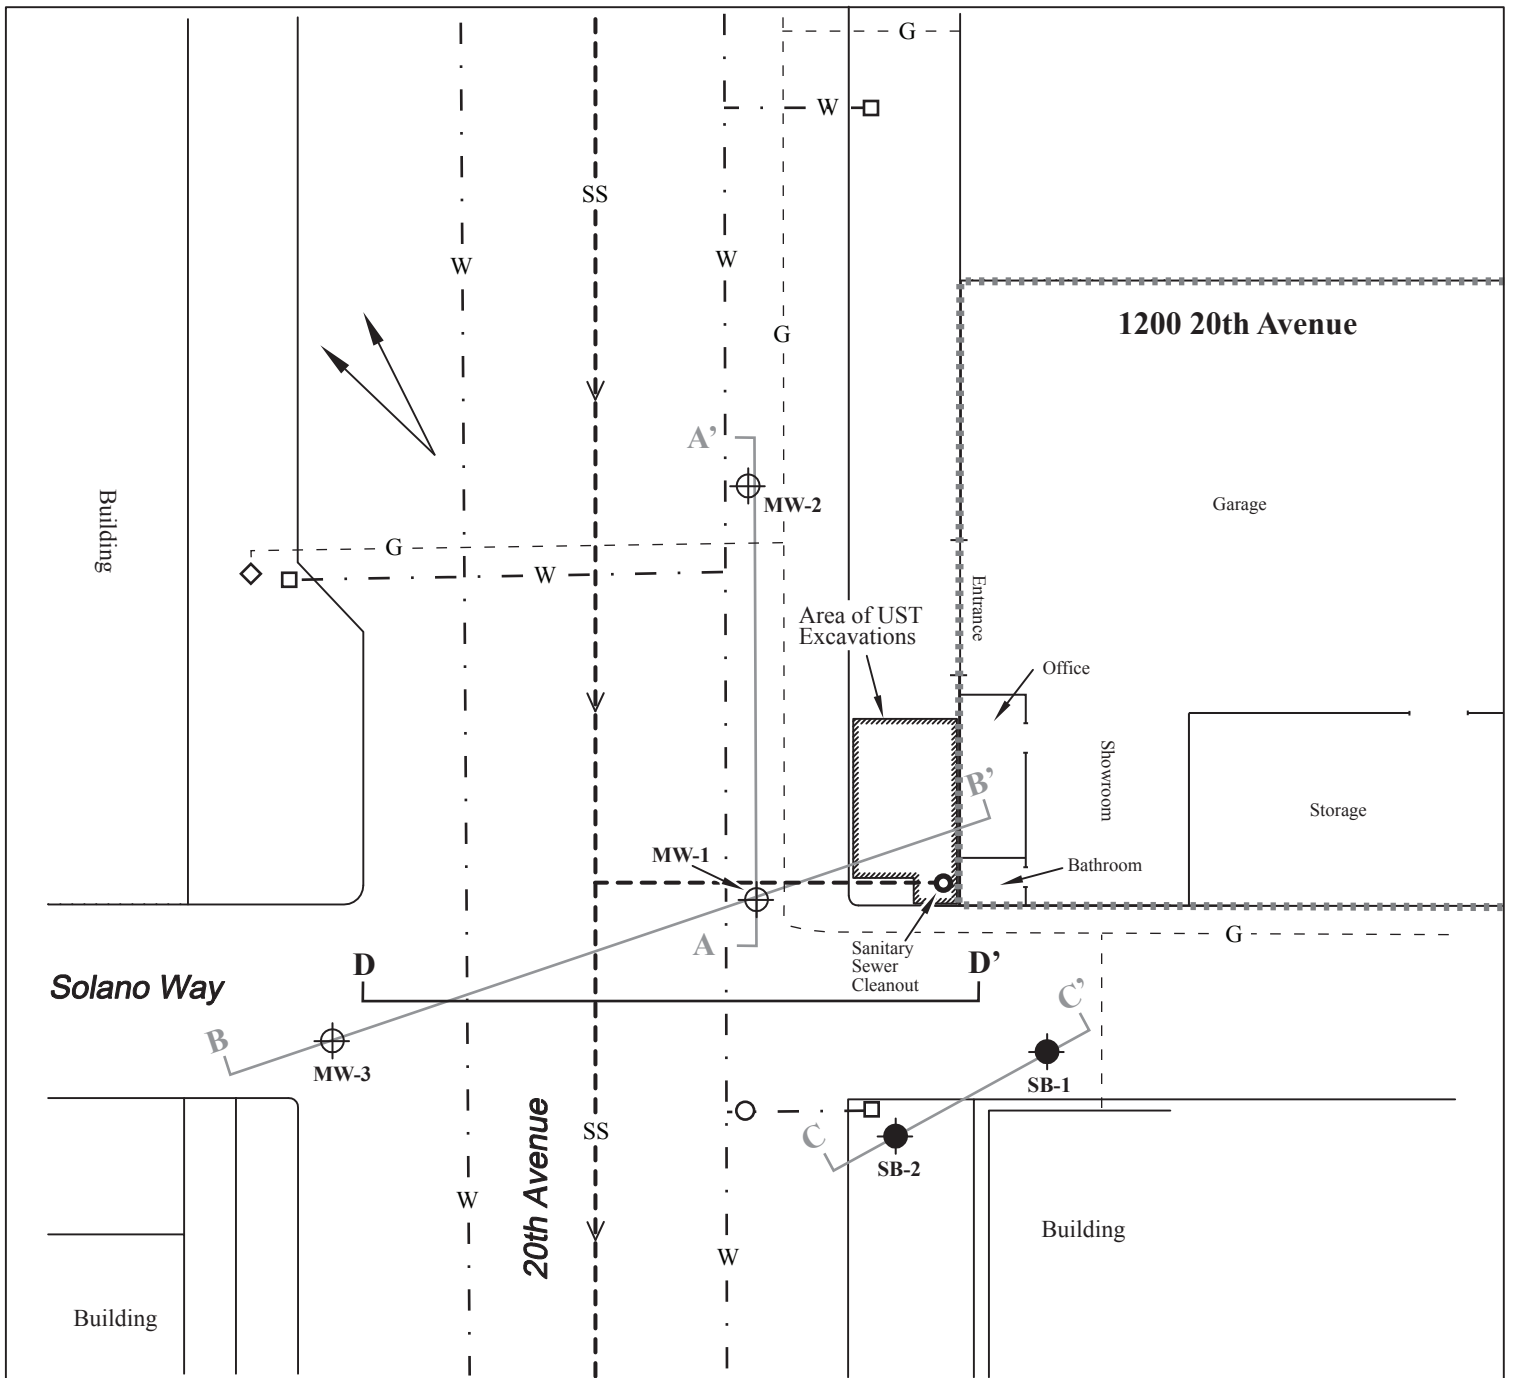 G
W
SS
W
W
1200 20th Avenue
G
A’
MW-2
Garage
Building
G
W
Entrance
Area of UST
Excavations
Office
Showroom
B’
Storage
MW-1
Bathroom
A
Sanitary
Sewer
Cleanout
G
D
D’
Solano Way
C’
B
MW-3
SB-1
20th Avenue
SS
C
SB-2
W
Building
W
Building